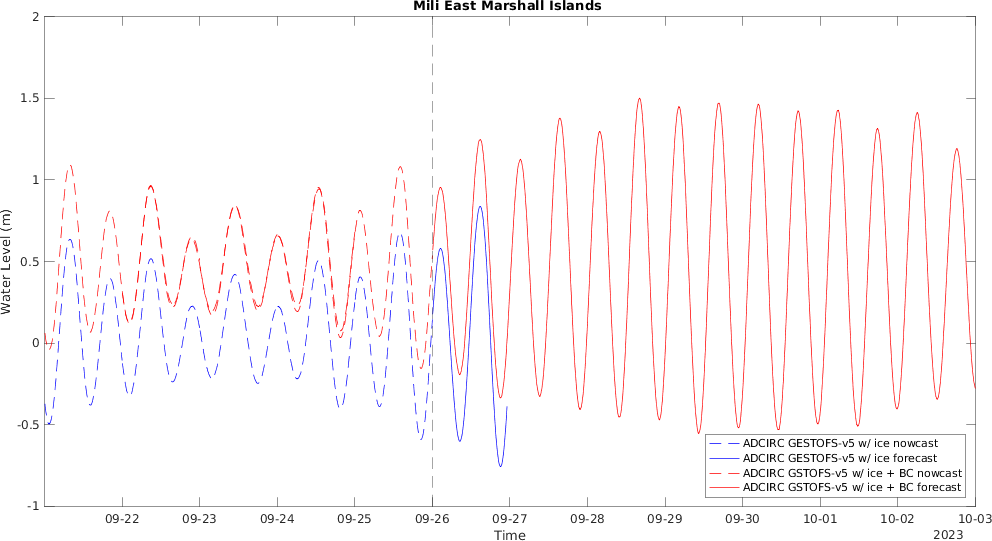 Mili East Marshall Islands
Water Level (m)
2
1.5
1
0.5
0
-0.5
-1
ADCIRC GESTOFS-v5 w/ ice nowcast
ADCIRC GESTOFS-v5 w/ ice forecast
ADCIRC GSTOFS-v5 w/ ice + BC nowcast
ADCIRC GSTOFS-v5 w/ ice + BC forecast
09-22 09-23 09-24 09-25 09-26 09-27 09-28 09-29 09-30 10-01 10-02 10-03
Time
2023